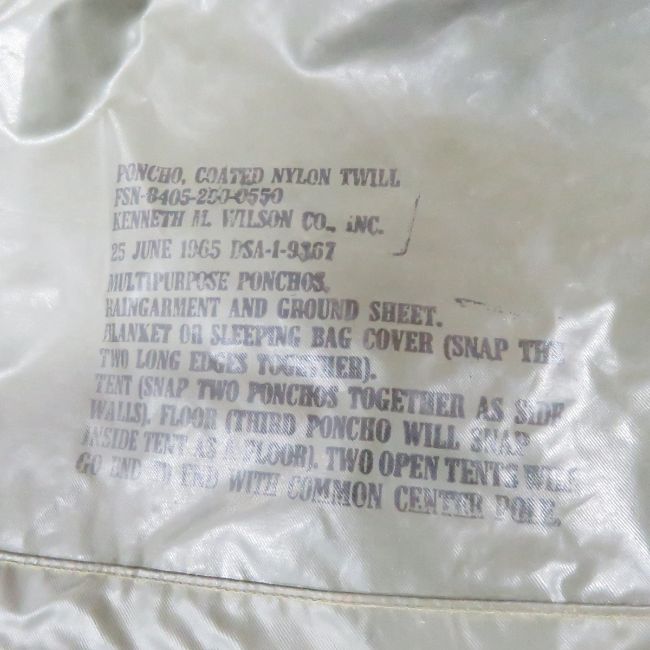 PONCHO, COATED NYLON TWILL
FSN-8405-290-0550
KENNETH M. WILSON CO., INC.
25 JUNE 1965 DSA-1-9367
MULTIPURPOSE PONCHOS.
RAINGARMENT AND GROUND SHEET.
BLANKET OR SLEEPING BAG COVER (SNAP THE
TWO LONG EDGES TOGETHER).
TENT (SNAP TWO PONCHOS TOGETHER AS SIDE
WALLS). FLOOR (THIRD PONCHO WILL SNAP
INSIDE TENT AS A FLOOR). TWO OPEN TENTS WILL
GO END TO END WITH COMMON CENTER POLE.